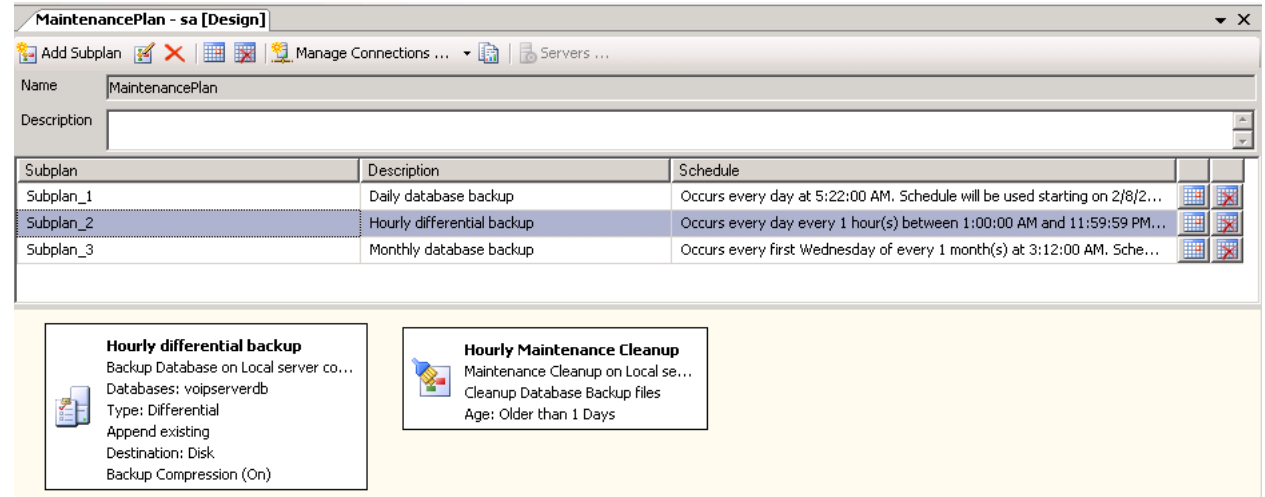 MaintenancePlan - sa [Design]
Add Subplan Manage Connections ... Servers ...
Name MaintenancePlan
Description
Subplan Description Schedule
Subplan_1 Daily database backup Occurs every day at 5:22:00 AM. Schedule will be used starting on 2/8/2...
Subplan_2 Hourly differential backup Occurs every day every 1 hour(s) between 1:00:00 AM and 11:59:59 PM...
Subplan_3 Monthly database backup Occurs every first Wednesday of every 1 month(s) at 3:12:00 AM. Sche...
Hourly differential backup
Backup Database on Local server co...
Databases: voipserverdb
Type: Differential
Append existing
Destination: Disk
Backup Compression (On)
Hourly Maintenance Cleanup
Maintenance Cleanup on Local se...
Cleanup Database Backup files
Age: Older than 1 Days